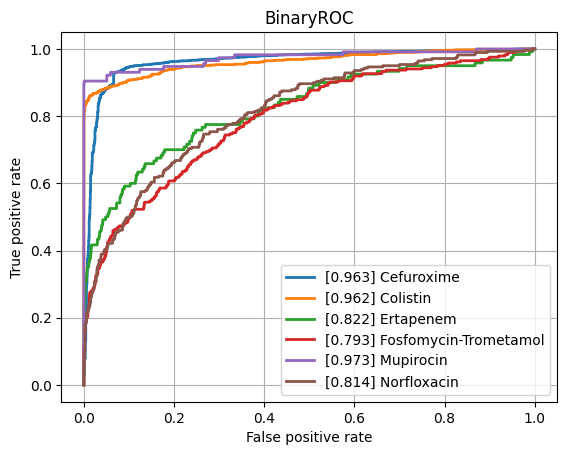 BinaryROC
1.0
0.8
0.6
0.4
0.2
0.0
True positive rate
[0.963] Cefuroxime
[0.962] Colistin
[0.822] Ertapenem
[0.793] Fosfomycin-Trometamol
[0.973] Mupirocin
[0.814] Norfloxacin
0.0 0.2 0.4 0.6 0.8 1.0
False positive rate